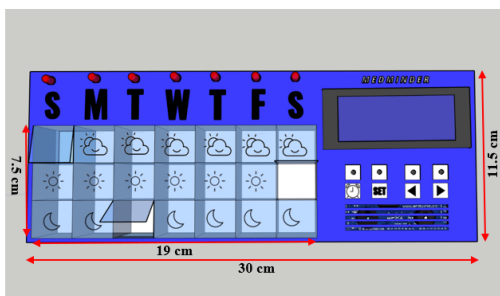 MEDMINDER
S M T W T F S
7.5 cm
11.5 cm
SET
19 cm
30 cm